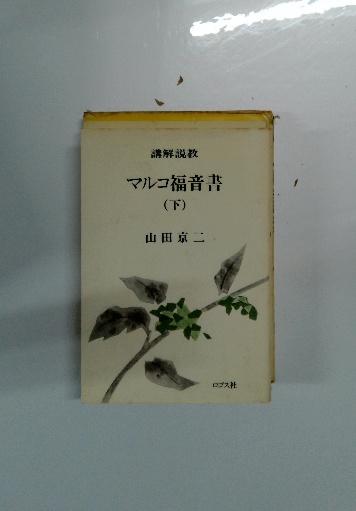 講解説教
マルコ福音書
（下）
山田京二
ロゴス社